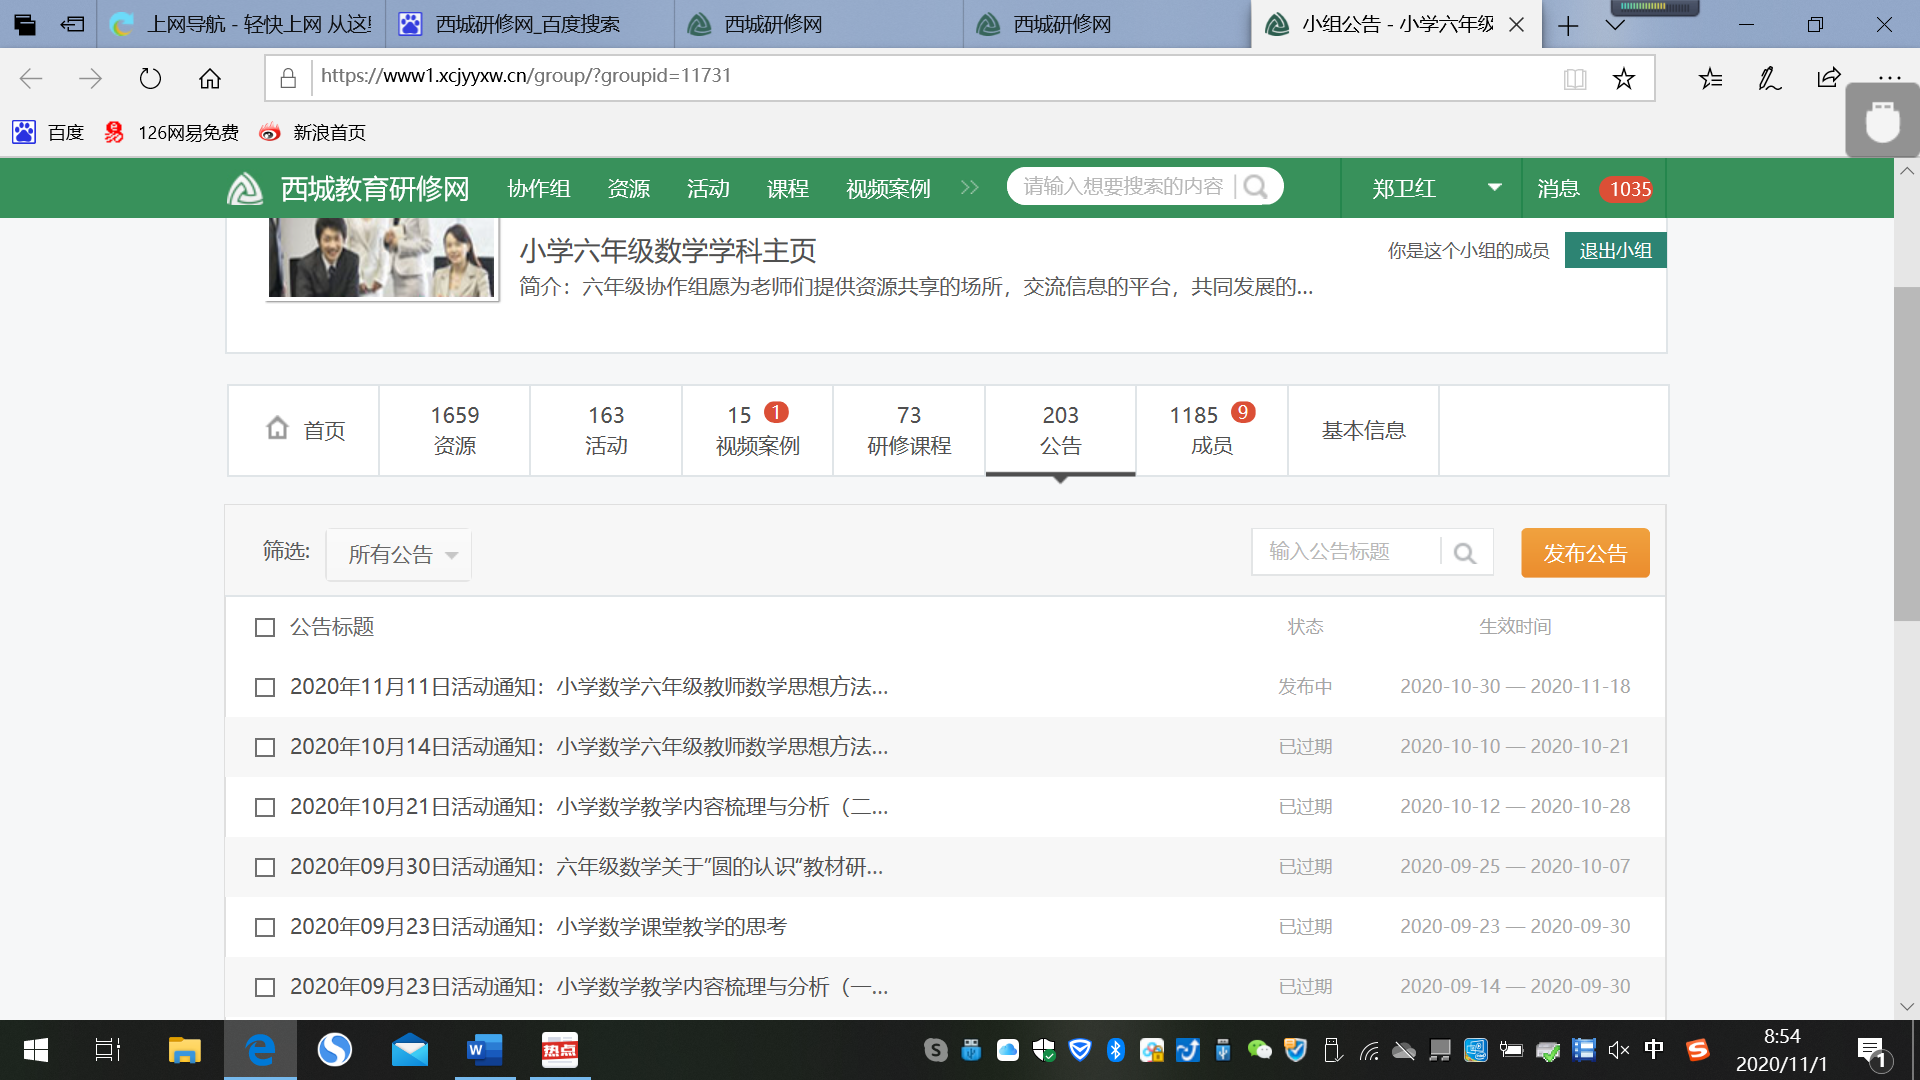 上网导航 - 轻快上网 从这里
西城研修网_百度搜索
西城研修网
西城研修网
小组公告 - 小学六年级
https://www1.xcjyyxw.cn/group/?groupid=11731
百度
126网易免费
新浪首页
西城教育研修网
协作组
资源
活动
课程
视频案例
请输入想要搜索的内容
郑卫红
消息
1035
小学六年级数学学科主页
你是这个小组的成员
退出小组
简介：六年级协作组愿为老师们提供资源共享的场所，交流信息的平台，共同发展的...
首页
1659
资源
163
活动
15
1
视频案例
73
研修课程
203
公告
1185
9
成员
基本信息
筛选:
所有公告
输入公告标题
发布公告
公告标题
状态
生效时间
2020年11月11日活动通知：小学数学六年级教师数学思想方法...
发布中
2020-10-30 — 2020-11-18
2020年10月14日活动通知：小学数学六年级教师数学思想方法...
已过期
2020-10-10 — 2020-10-21
2020年10月21日活动通知：小学数学教学内容梳理与分析（二...
已过期
2020-10-12 — 2020-10-28
2020年09月30日活动通知：六年级数学关于”圆的认识“教材研...
已过期
2020-09-25 — 2020-10-07
2020年09月23日活动通知：小学数学课堂教学的思考
已过期
2020-09-23 — 2020-09-30
2020年09月23日活动通知：小学数学教学内容梳理与分析（一...
已过期
2020-09-14 — 2020-09-30
热点
中
8:54
2020/11/1
1